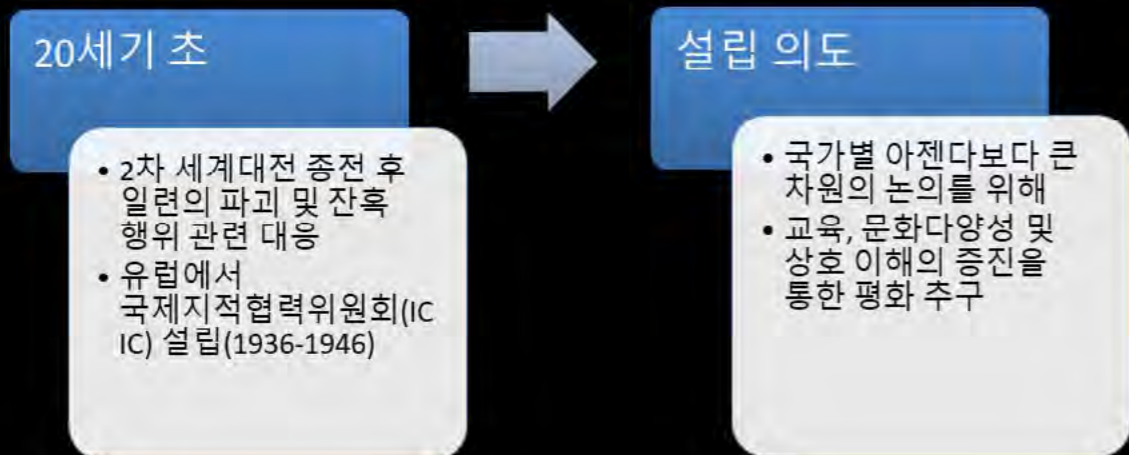 20세기 초
• 2차 세계대전 종전 후
일련의 파괴 및 잔혹
행위 관련 대응
• 유럽에서
국제지적협력위원회(IC
IC) 설립(1936-1946)
설립 의도
• 국가별 아젠다보다 큰
차원의 논의를 위해
• 교육, 문화다양성 및
상호 이해의 증진을
통한 평화 추구